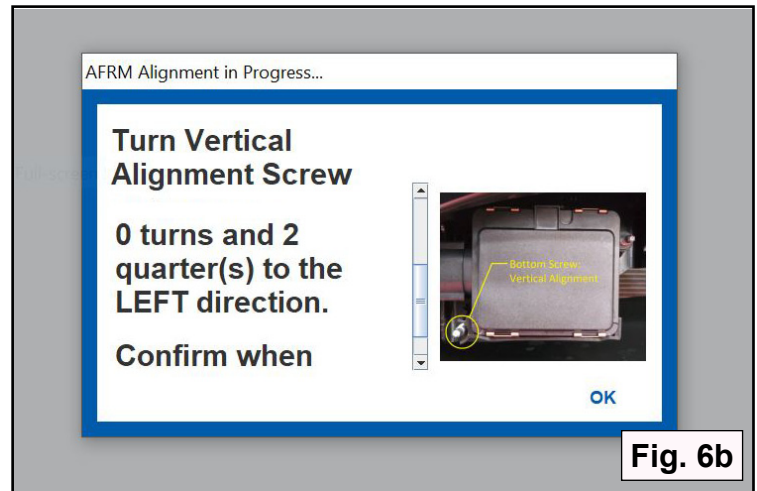 AFRM Alignment in Progress...
Turn Vertical
Alignment Screw
0 turns and 2
quarter(s) to the
LEFT direction.
Confirm when
Bottom Screw:
Vertical Alignment
OK
Fig. 6b